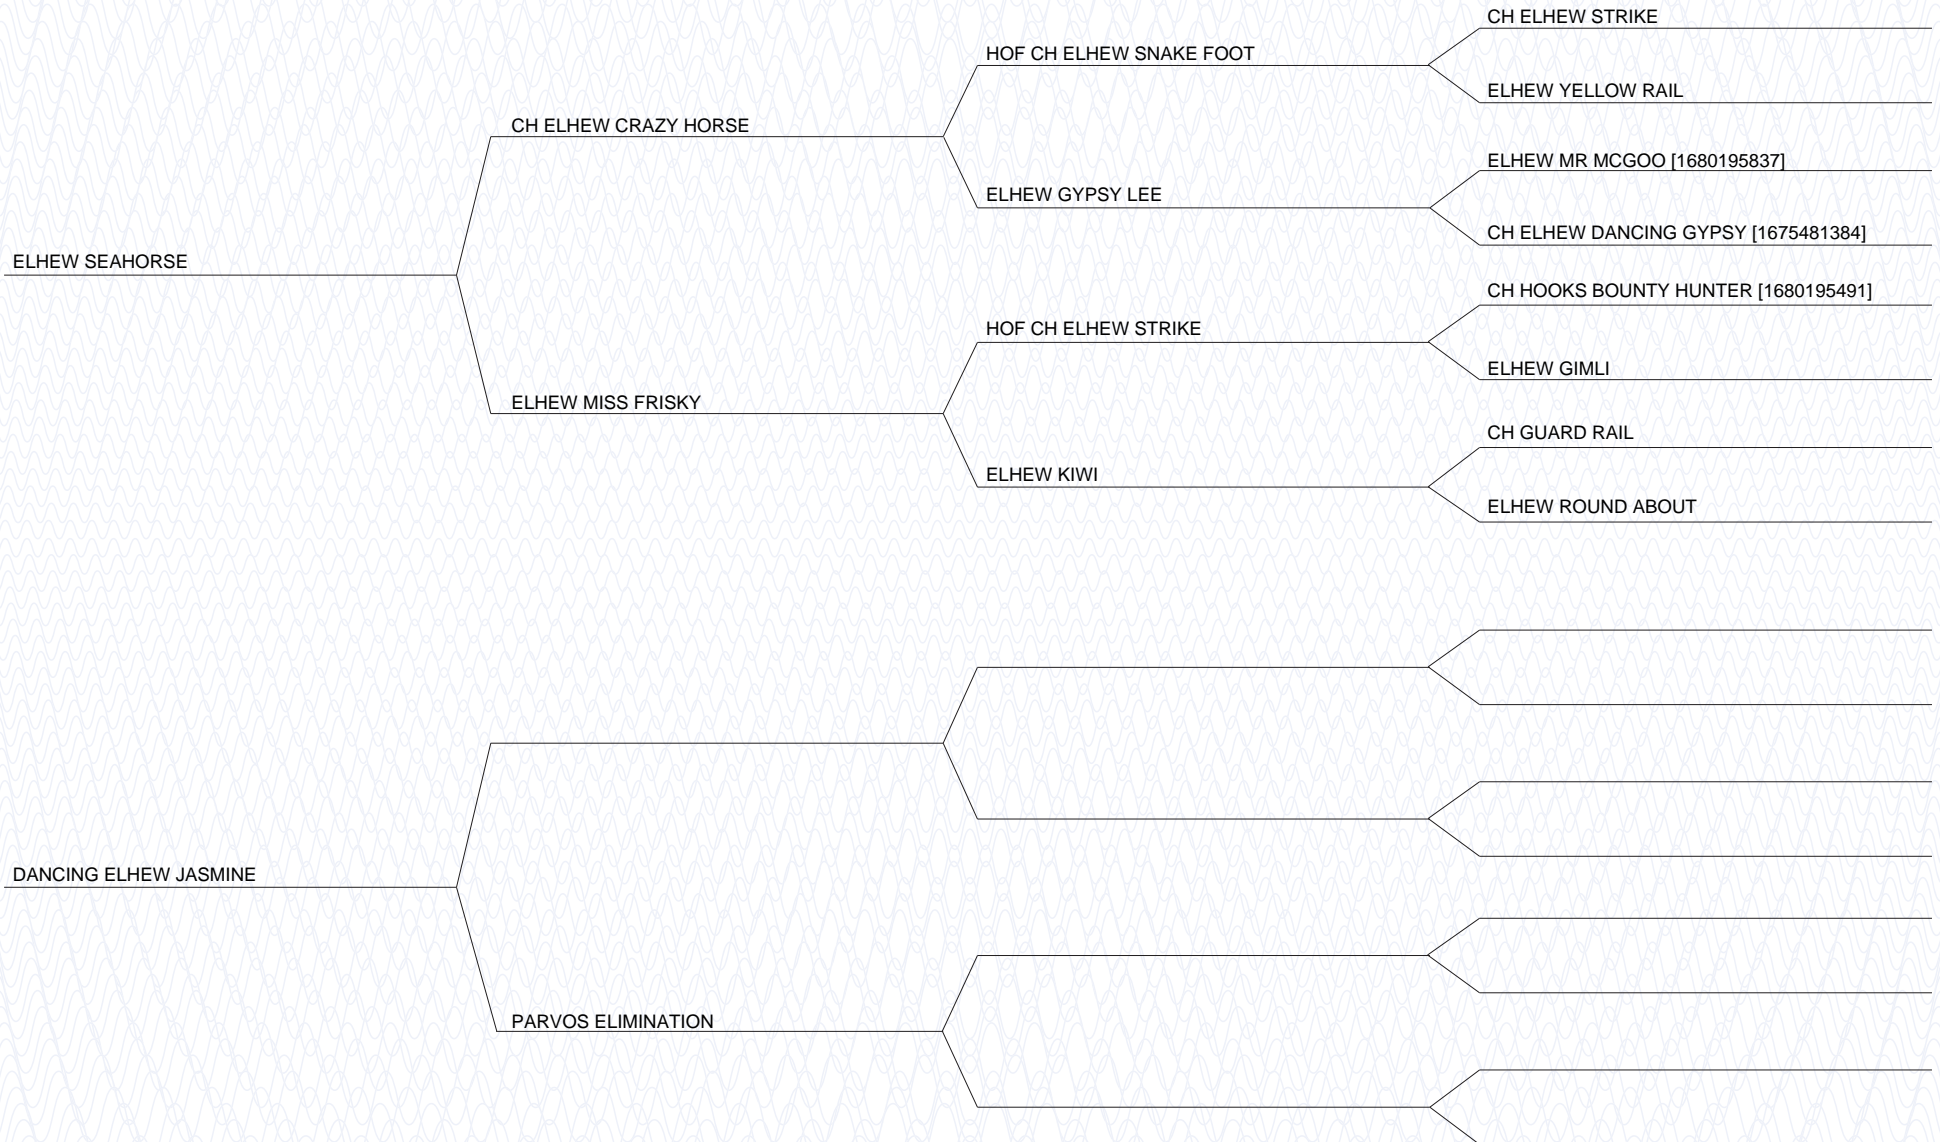 CH ELHEW STRIKE
HOF CH ELHEW SNAKE FOOT
ELHEW YELLOW RAIL
CH ELHEW CRAZY HORSE
ELHEW MR MCGOO [1680195837]
ELHEW GYPSY LEE
CH ELHEW DANCING GYPSY [1675481384]
ELHEW SEAHORSE
CH HOOKS BOUNTY HUNTER [1680195491]
HOF CH ELHEW STRIKE
ELHEW GIMLI
ELHEW MISS FRISKY
CH GUARD RAIL
ELHEW KIWI
ELHEW ROUND ABOUT
DANCING ELHEW JASMINE
PARVOS ELIMINATION